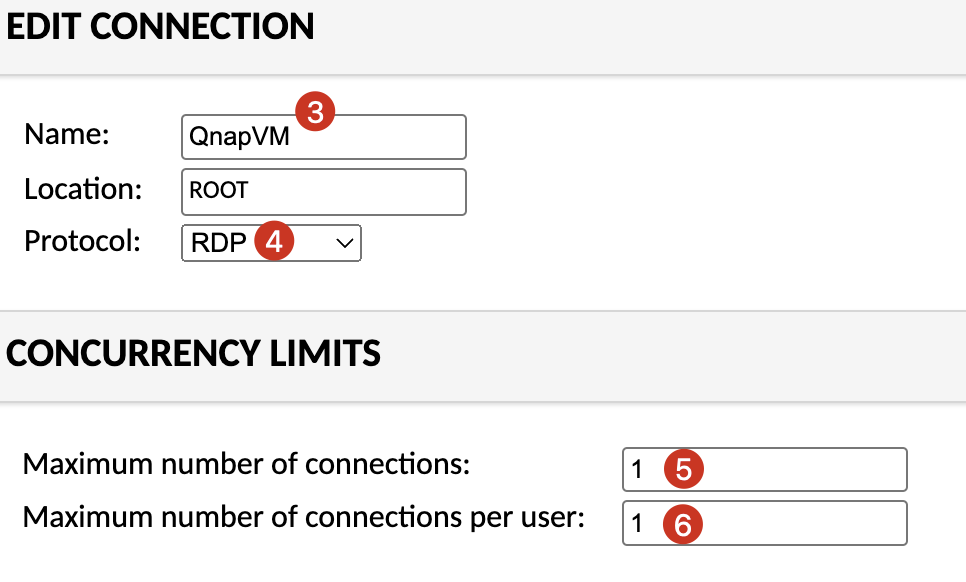 EDIT CONNECTION
3
Name: QnapVM
Location: ROOT
Protocol: RDP 4
CONCURRENCY LIMITS
Maximum number of connections: 1 5
Maximum number of connections per user: 1 6